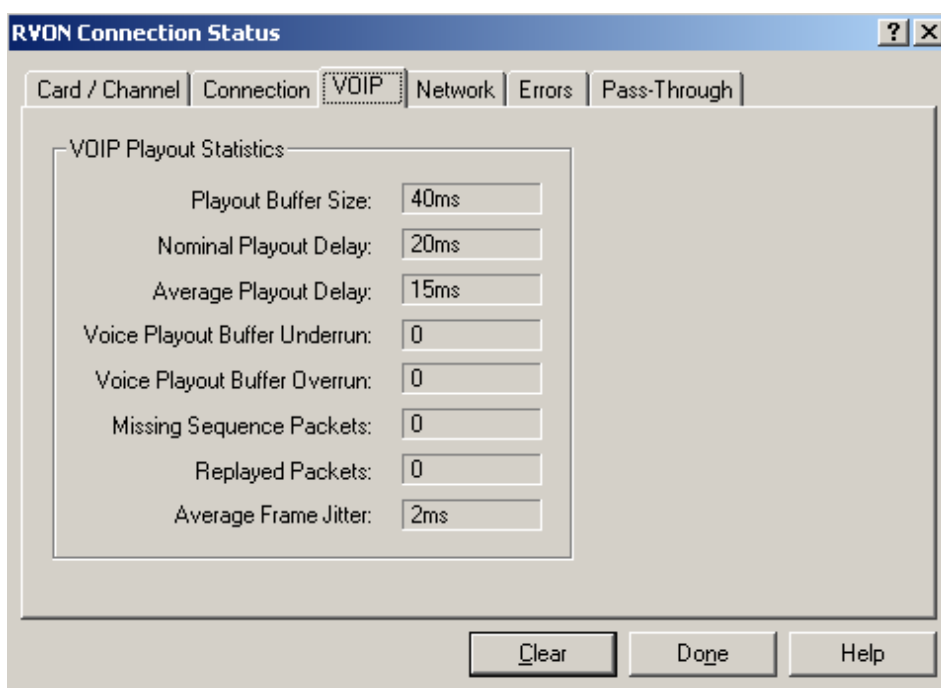 RVON Connection Status
Card / Channel Connection VOIP Network Errors Pass-Through
VOIP Playout Statistics
Playout Buffer Size: 40ms
Nominal Playout Delay: 20ms
Average Playout Delay: 15ms
Voice Playout Buffer Underrun: 0
Voice Playout Buffer Overrun: 0
Missing Sequence Packets: 0
Replayed Packets: 0
Average Frame Jitter: 2ms
Clear Done Help